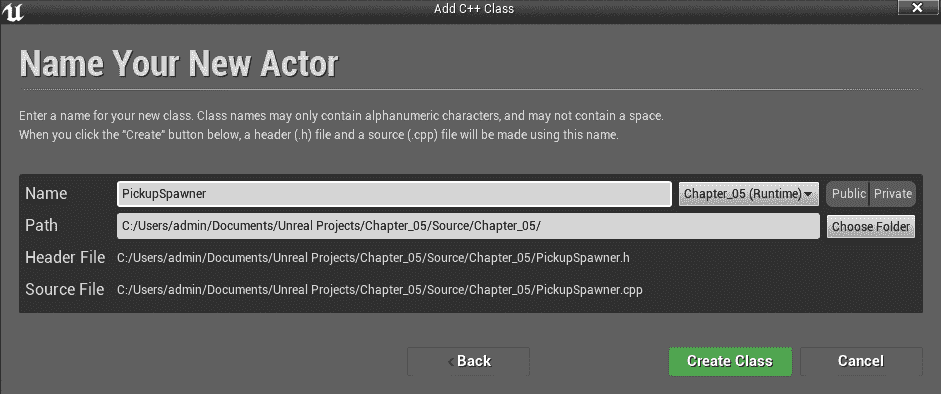 Add C++ Class
Name Your New Actor
Enter a name for your new class. Class names may only contain alphanumeric characters, and may not contain a space.
When you click the "Create" button below, a header (.h) file and a source (.cpp) file will be made using this name.
Name PickupSpawner Chapter_05 (Runtime) Public Private
Path C:/Users/admin/Documents/Unreal Projects/Chapter_05/Source/Chapter_05/ Choose Folder
Header File C:/Users/admin/Documents/Unreal Projects/Chapter_05/Source/Chapter_05/PickupSpawner.h
Source File C:/Users/admin/Documents/Unreal Projects/Chapter_05/Source/Chapter_05/PickupSpawner.cpp
Back Create Class Cancel